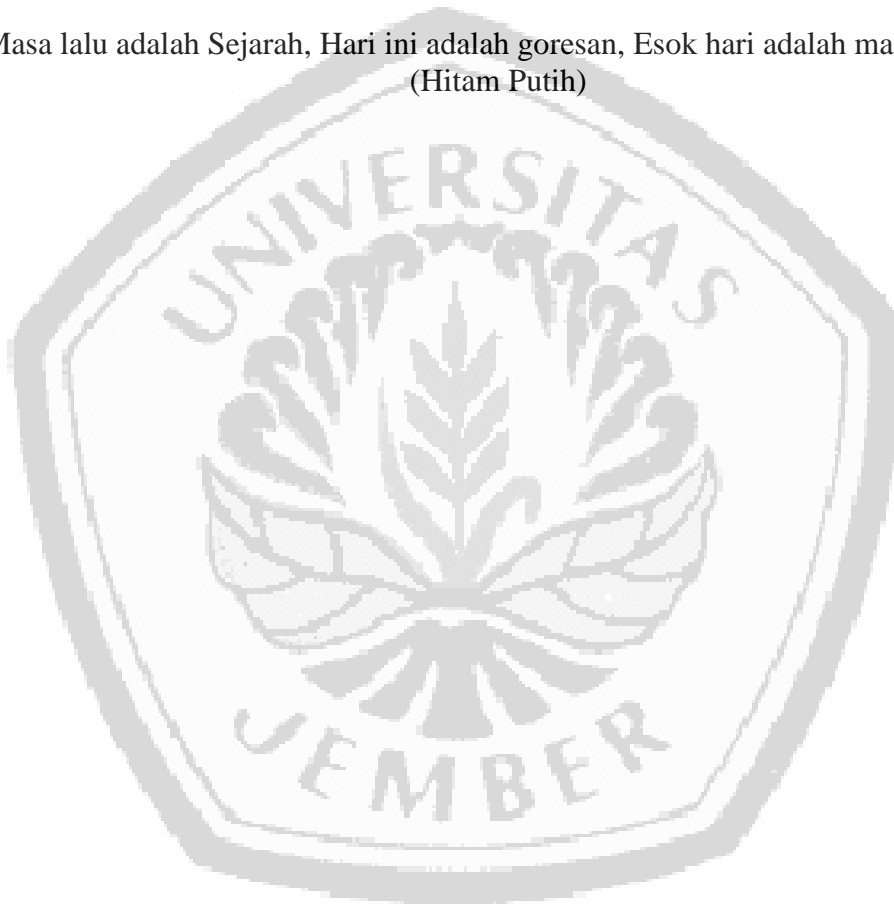 Masa lalu adalah Sejarah, Hari ini adalah goresan, Esok hari adalah ma
(Hitam Putih)
UNIVERSITAS
JEMBER